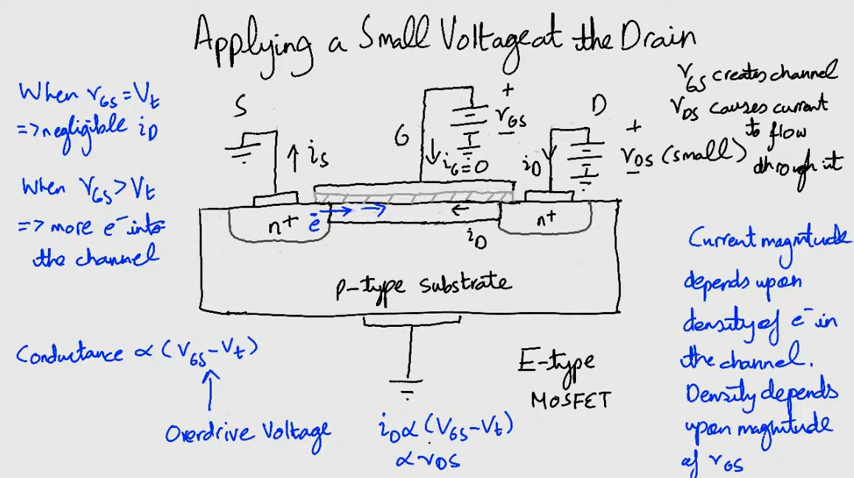 Applying a Small Voltage at the Drain
When vGS = Vt
=> negligible iD
When vGS > Vt
=> more e⁻ into
the channel
S
iS
G
+
vGS
-
iG=0
iD
D
+
vDS (small)
-
vGS creates channel
vDS causes current
to flow
through it
n+
e⁻
iD
n+
p-type substrate
Conductance ∝ (VGS-Vt)
Overdrive Voltage
E-type
MOSFET
iD ∝ (VGS-Vt)
∝ vDS
Current magnitude
depends upon
density of e⁻ in
the channel.
Density depends
upon magnitude
of vGS